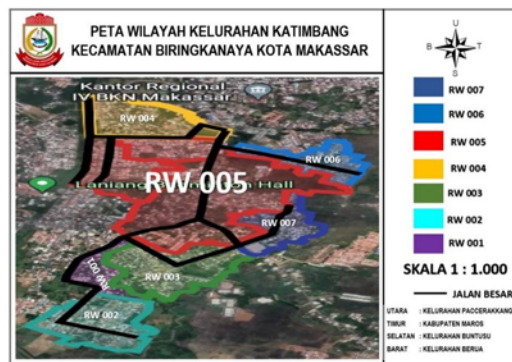 PETA WILAYAH KELURAHAN KATIMBANG
KECAMATAN BIRINGKANAYA KOTA MAKASSAR
U
B T
S
Kantor Regional
IV BKN Makassar
RW 004
RW 006
RW 005
Hall
RW 007
RW 003
RW 001
RW 002
RW 007
RW 006
RW 005
RW 004
RW 003
RW 002
RW 001
SKALA 1 : 1.000
JALAN BESAR
UTARA : KELURAHAN PACCERAKKANG
TIMUR : KABUPATEN MAROS
SELATAN : KELURAHAN BUNTUSU
BARAT : KELURAHAN BERUA